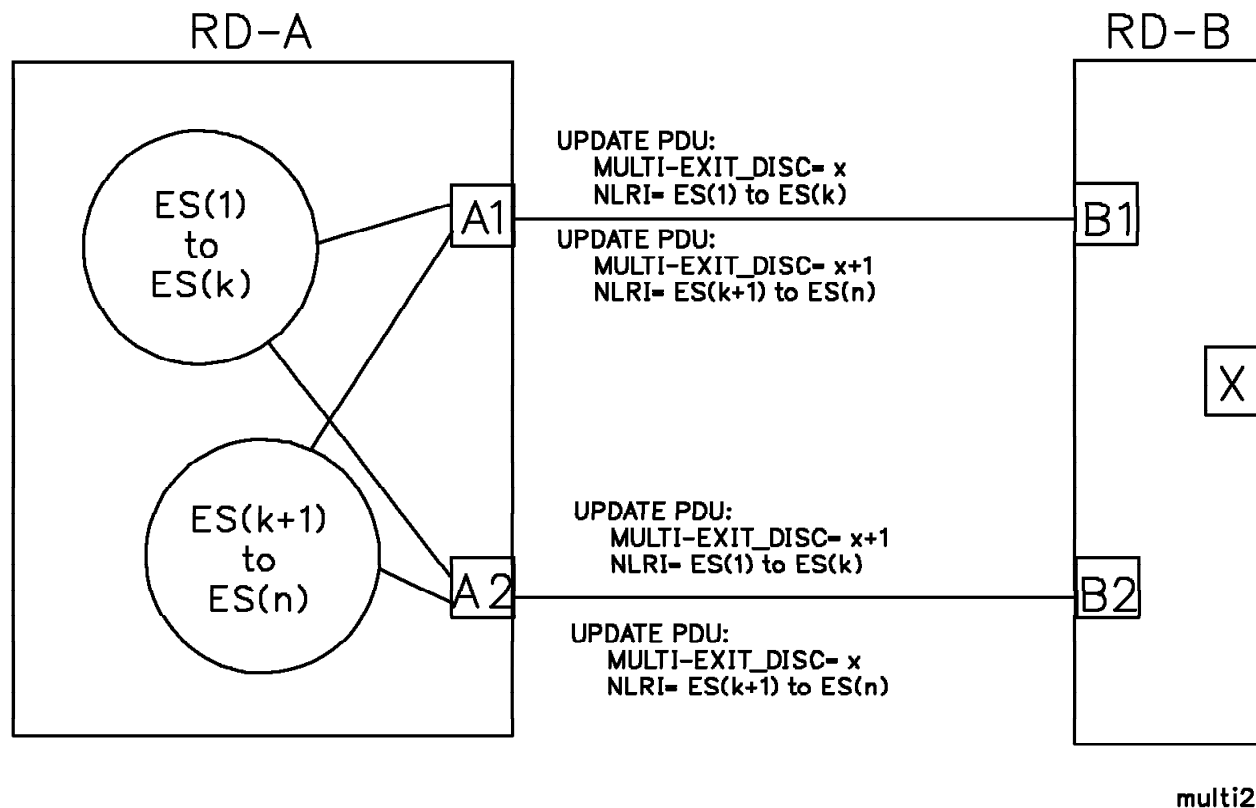 RD-A
RD-B
UPDATE PDU:
MULTI-EXIT_DISC= x
NLRI= ES(1) to ES(k)
ES(1)
to
ES(k)
A1
B1
UPDATE PDU:
MULTI-EXIT_DISC= x+1
NLRI= ES(k+1) to ES(n)
X
ES(k+1)
to
ES(n)
UPDATE PDU:
MULTI-EXIT_DISC= x+1
NLRI= ES(1) to ES(k)
A2
B2
UPDATE PDU:
MULTI-EXIT_DISC= x
NLRI= ES(k+1) to ES(n)
multi2